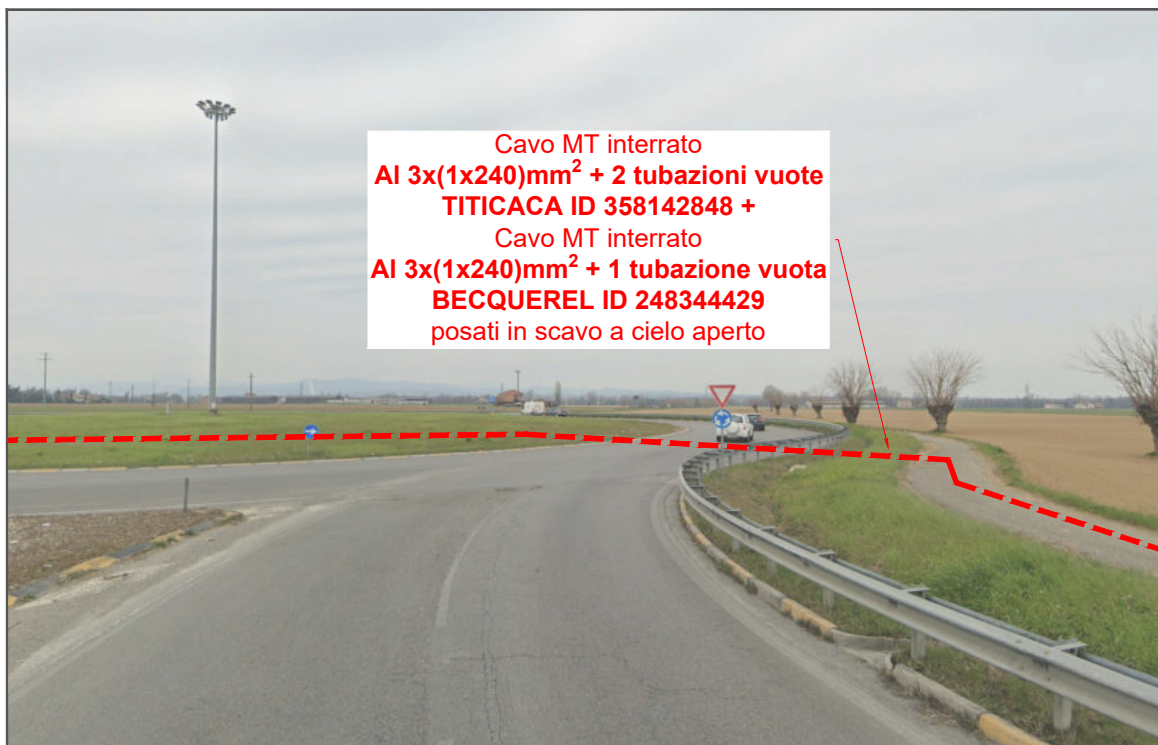 Cavo MT interrato
Al 3x(1x240)mm² + 2 tubazioni vuote
TITICACA ID 358142848 +
Cavo MT interrato
Al 3x(1x240)mm² + 1 tubazione vuota
BECQUEREL ID 248344429
posati in scavo a cielo aperto